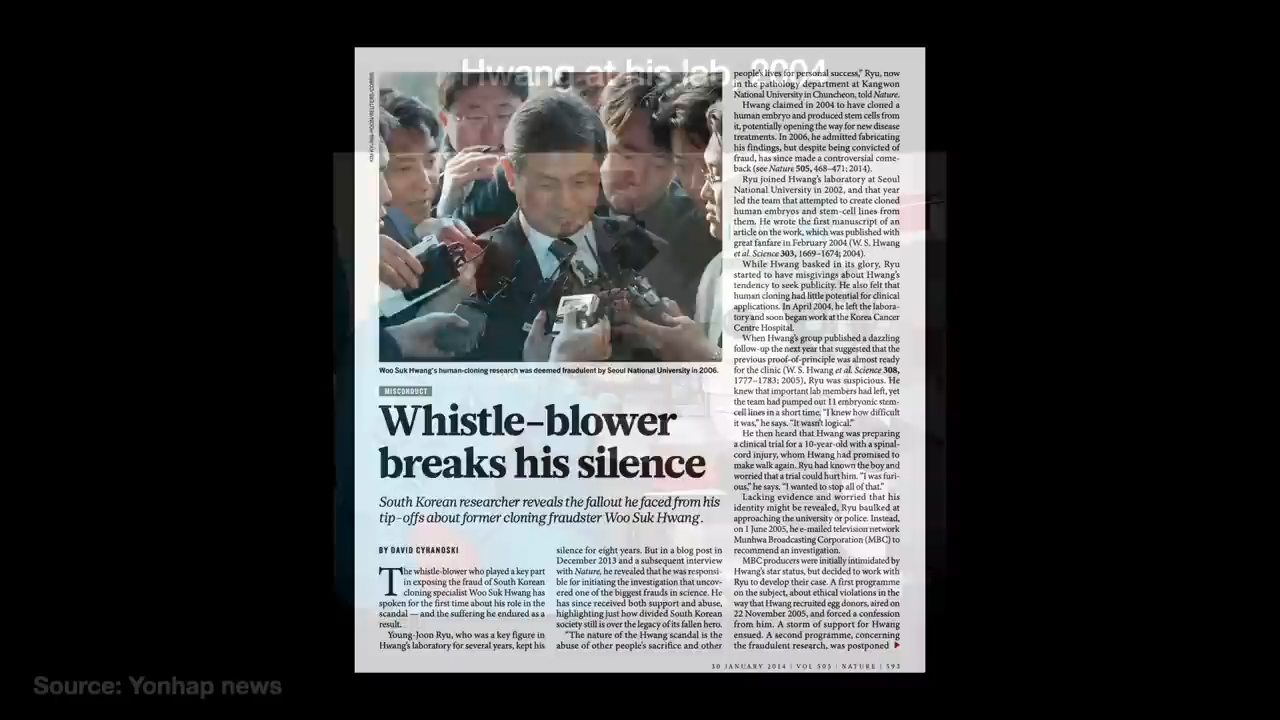 Hwang at his lab, 2004
Woo Suk Hwang's human-cloning research was deemed fraudulent by Seoul National University in 2006.
MISCONDUCT
Whistle-blower
breaks his silence
South Korean researcher reveals the fallout he faced from his
tip-offs about former cloning fraudster Woo Suk Hwang.
BY DAVID CYRANOSKI
The whistle-blower who played a key part
in exposing the fraud of South Korean
cloning specialist Woo Suk Hwang has
spoken for the first time about his role in the
scandal — and the suffering he endured as a
result.
Young-Joon Ryu, who was a key figure in
Hwang's laboratory for several years, kept his
silence for eight years. But in a blog post in
December 2013 and a subsequent interview
with Nature, he revealed that he was responsi-
ble for initiating the investigation that uncov-
ered one of the biggest frauds in science. He
has since received both support and abuse,
highlighting just how divided South Korean
society still is over the legacy of its fallen hero.
"The nature of the Hwang scandal is the
abuse of other people's sacrifice and other
people's lives for personal success," Ryu, now
in the pathology department at Kangwon
National University in Chuncheon, told Nature.
Hwang claimed in 2004 to have cloned a
human embryo and produced stem cells from
it, potentially opening the way for new disease
treatments. In 2006, he admitted fabricating
his findings, but despite being convicted of
fraud, has since made a controversial come-
back (see Nature 505, 468–471; 2014).
Ryu joined Hwang's laboratory at Seoul
National University in 2002, and that year
led the team that attempted to create cloned
human embryos and stem-cell lines from
them. He wrote the first manuscript of an
article on the work, which was published with
great fanfare in February 2004 (W. S. Hwang
et al. Science 303, 1669–1674; 2004).
While Hwang basked in its glory, Ryu
started to have misgivings about Hwang's
tendency to seek publicity. He also felt that
human cloning had little potential for clinical
applications. In April 2004, he left the labora-
tory and soon began work at the Korea Cancer
Centre Hospital.
When Hwang's group published a dazzling
follow-up the next year that suggested that the
previous proof-of-principle was almost ready
for the clinic (W. S. Hwang et al. Science 308,
1777–1783; 2005), Ryu was suspicious. He
knew that important lab members had left, yet
the team had pumped out 11 embryonic stem-
cell lines in a short time. "I knew how difficult
it was," he says. "It wasn't logical."
He then heard that Hwang was preparing
a clinical trial for a 10-year-old with a spinal-
cord injury, whom Hwang had promised to
make walk again. Ryu had known the boy and
worried that a trial could hurt him. "I was furi-
ous," he says. "I wanted to stop all of that."
Lacking evidence and worried that his
identity might be revealed, Ryu baulked at
approaching the university or police. Instead,
on 1 June 2005, he e-mailed television network
Munhwa Broadcasting Corporation (MBC) to
recommend an investigation.
MBC producers were initially intimidated by
Hwang's star status, but decided to work with
Ryu to develop their case. A first programme
on the subject, about ethical violations in the
way that Hwang recruited egg donors, aired on
22 November 2005, and forced a confession
from him. A storm of support for Hwang
ensued. A second programme, concerning
the fraudulent research, was postponed
30 JANUARY 2014 | VOL 505 | NATURE | 593
Source: Yonhap news